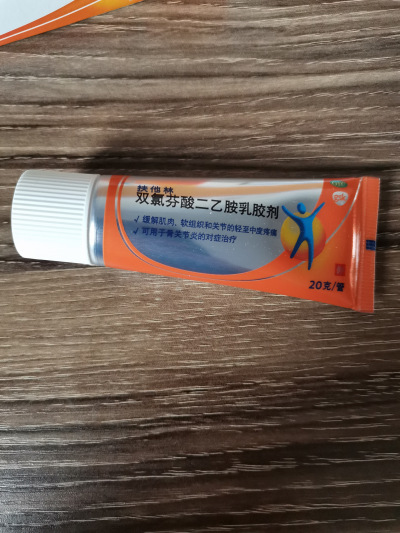 扶他林
双氯芬酸二乙胺乳胶剂
✓ 缓解肌肉、软组织和关节的轻至中度疼痛
✓ 可用于骨关节炎的对症治疗
20克/管